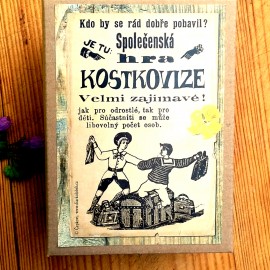 Kdo by se rád dobře pobavil?
JE TU:
Společenská
hra
KOSTKOVIZE
Velmi zajímavé!
jak pro odrostlé, tak pro
děti. Súčastniti se může
libovolný počet osob.